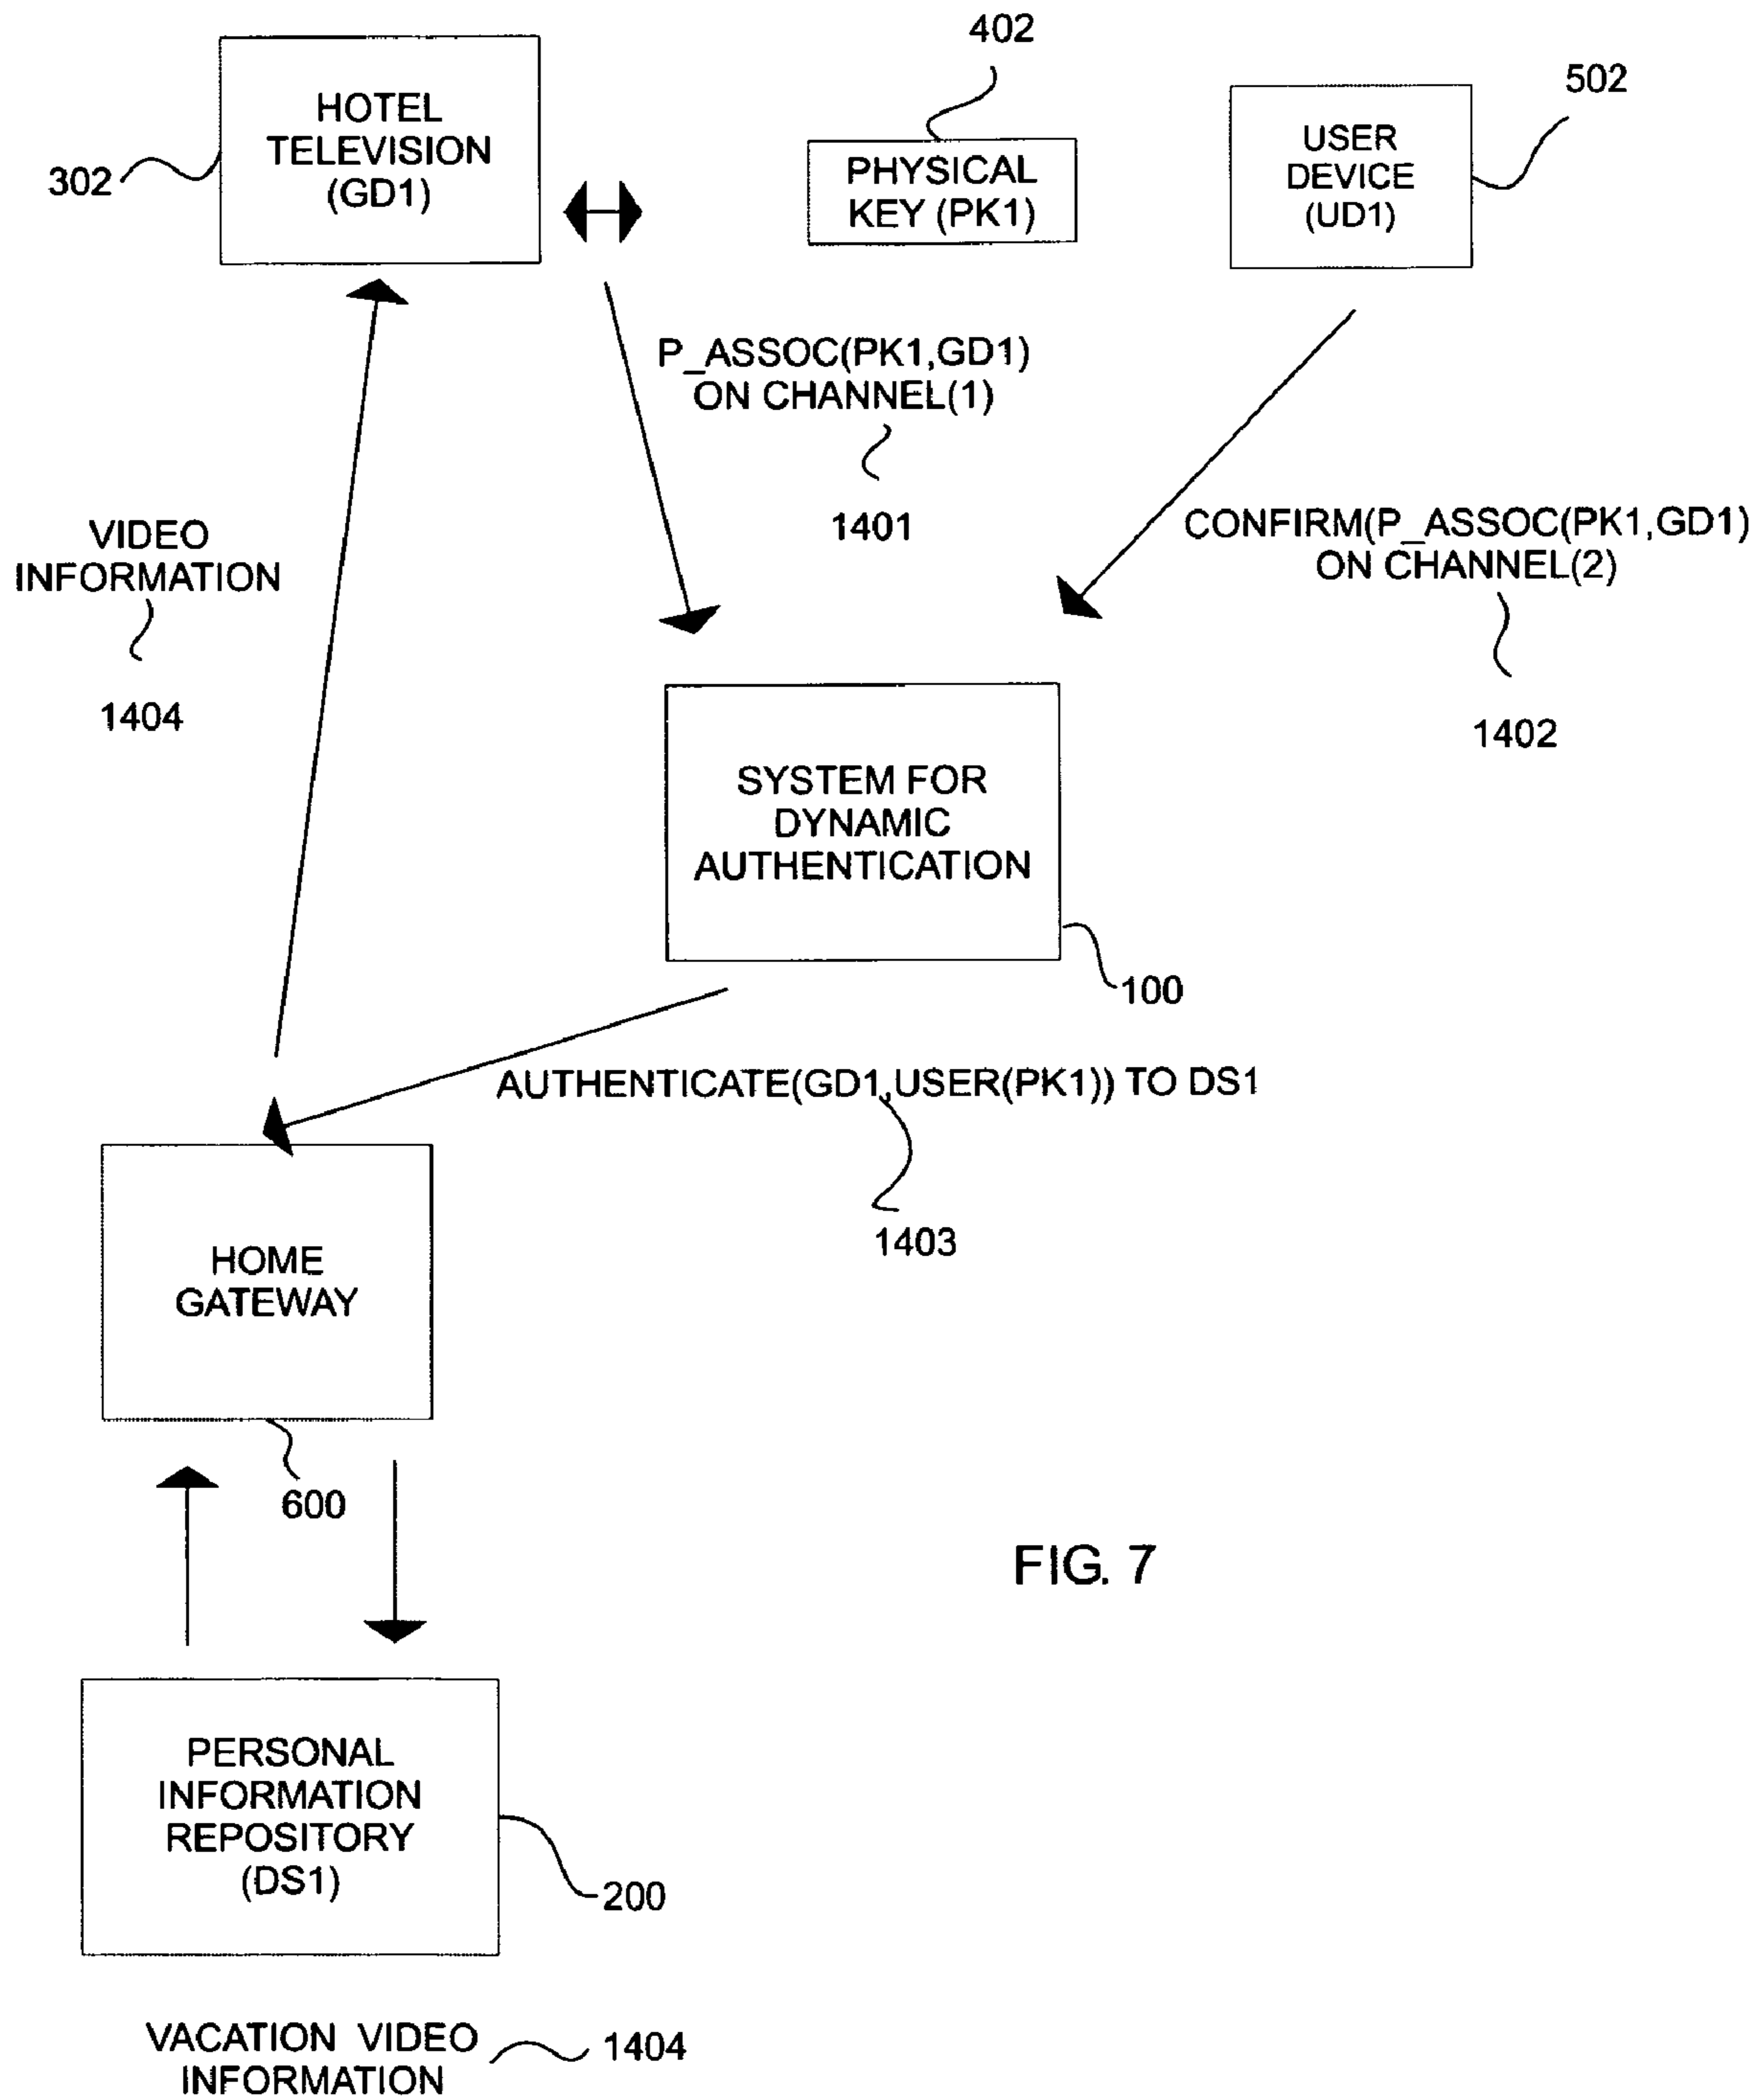 402
502
HOTEL
TELEVISION
(GD1)
302
PHYSICAL
KEY (PK1)
USER
DEVICE
(UD1)
P_ASSOC(PK1,GD1)
ON CHANNEL(1)
1401
CONFIRM(P_ASSOC(PK1,GD1)
ON CHANNEL(2)
1402
VIDEO
INFORMATION
1404
SYSTEM FOR
DYNAMIC
AUTHENTICATION
100
AUTHENTICATE(GD1,USER(PK1)) TO DS1
1403
HOME
GATEWAY
600
FIG. 7
PERSONAL
INFORMATION
REPOSITORY
(DS1)
200
VACATION VIDEO
INFORMATION
1404